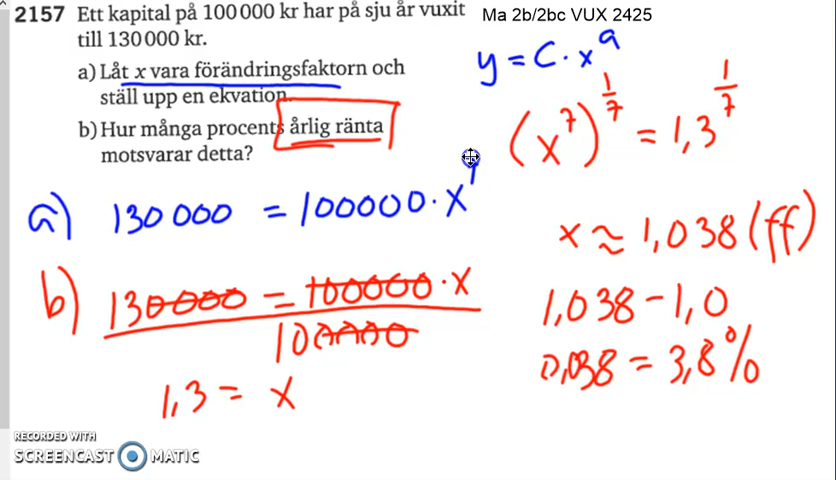 2157 Ett kapital på 100 000 kr har på sju år vuxit
till 130 000 kr.
a) Låt x vara förändringsfaktorn och
ställ upp en ekvation.
b) Hur många procents årlig ränta
motsvarar detta?
Ma 2b/2bc VUX 2425
y = C · x^a
(x^7)^(1/7) = 1,3^(1/7)
a) 130 000 = 100000 · x^7
x ≈ 1,038 (ff)
b) 130000 = 100000 · x
100000
1,038 - 1,0
0,038 = 3,8%
1,3 = x
RECORDED WITH
SCREENCAST MATIC